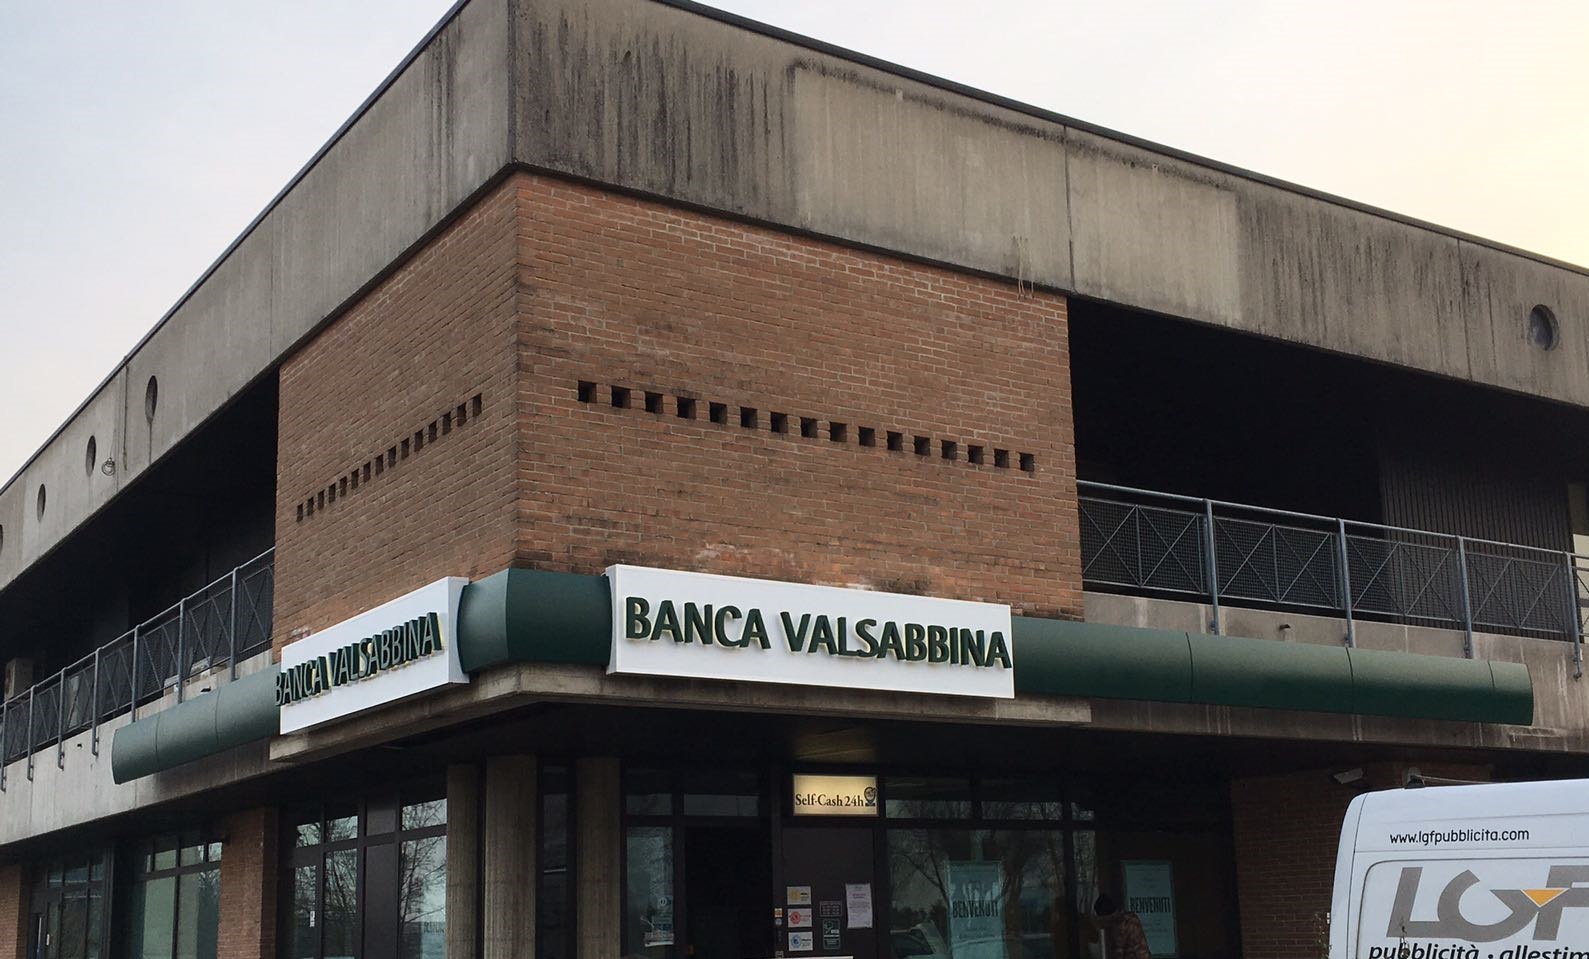 BANCA VALSABBINA
BANCA VALSABBINA
Self-Cash 24h
BENVENUTI
BENVENUTI
www.lgfpubblicita.com
LGF
pubblicità · allestim